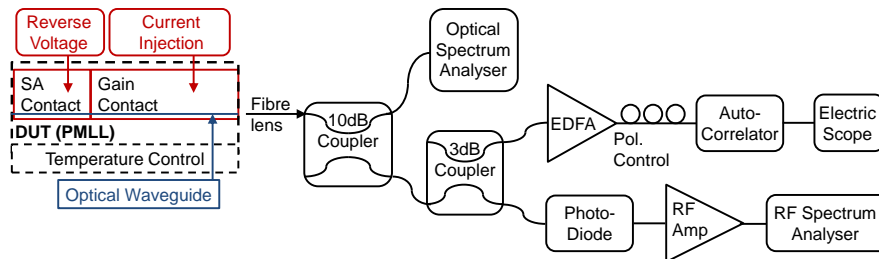 Reverse
Voltage
Current
Injection
SA
Contact
Gain
Contact
DUT (PMLL)
Temperature Control
Optical Waveguide
Fibre
lens
10dB
Coupler
Optical
Spectrum
Analyser
3dB
Coupler
EDFA
Pol.
Control
Auto-
Correlator
Electric
Scope
Photo-
Diode
RF
Amp
RF Spectrum
Analyser